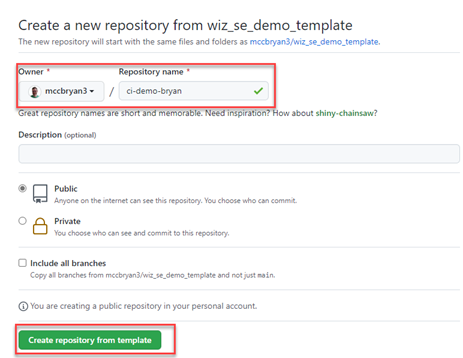 Create a new repository from wiz_se_demo_template
The new repository will start with the same files and folders as mccbryan3/wiz_se_demo_template.
Owner * Repository name *
mccbryan3 / ci-demo-bryan
Great repository names are short and memorable. Need inspiration? How about shiny-chainsaw?
Description (optional)
Public
Anyone on the internet can see this repository. You choose who can commit.
Private
You choose who can see and commit to this repository.
Include all branches
Copy all branches from mccbryan3/wiz_se_demo_template and not just main.
You are creating a public repository in your personal account.
Create repository from template